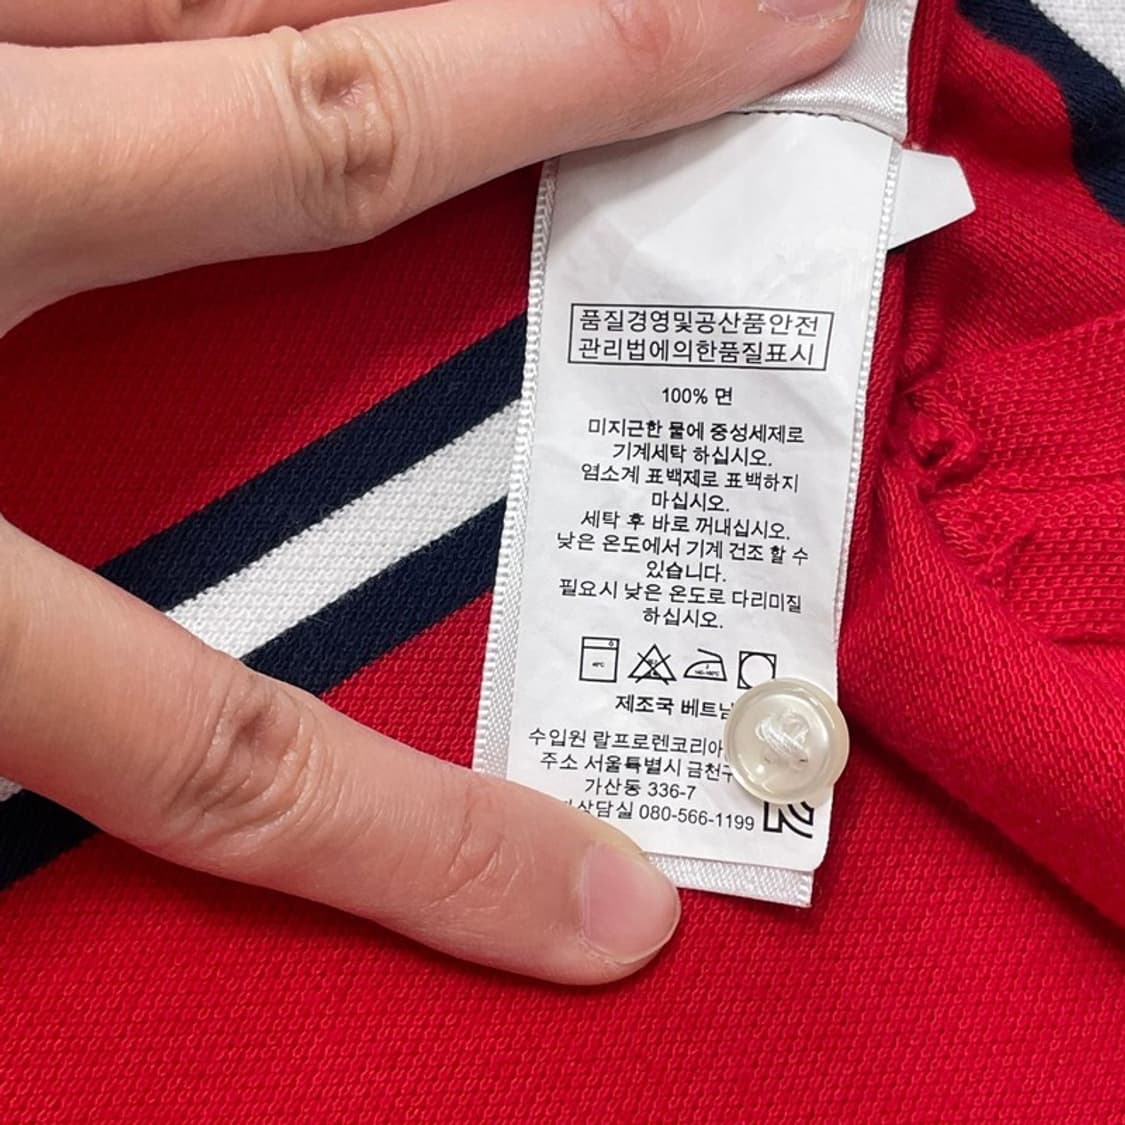 품질경영및공산품안전
관리법에의한품질표시
100% 면
미지근한 물에 중성세제로
기계세탁 하십시오.
염소계 표백제로 표백하지
마십시오.
세탁 후 바로 꺼내십시오.
낮은 온도에서 기계 건조 할 수
있습니다.
필요시 낮은 온도로 다리미질
하십시오.
제조국 베트남
수입원 랄프로렌코리아
주소 서울특별시 금천구
가산동 336-7
상담실 080-566-1199